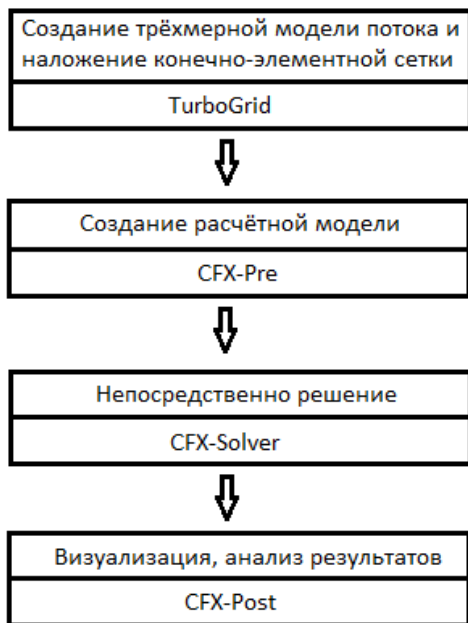 Создание трёхмерной модели потока и
наложение конечно-элементной сетки
TurboGrid
Создание расчётной модели
CFX-Pre
Непосредственно решение
CFX-Solver
Визуализация, анализ результатов
CFX-Post